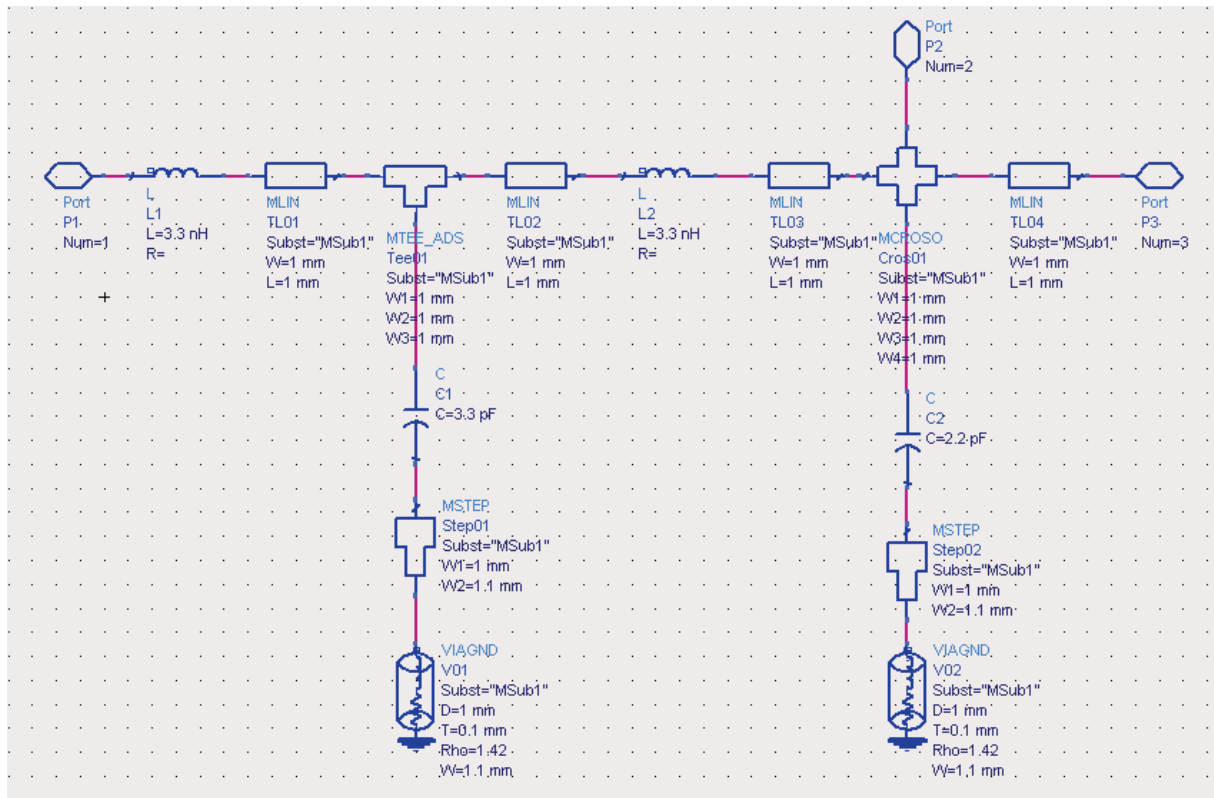 Port
P2
Num=2
Port
P1
Num=1
L
L1
L=3.3 nH
R=
MLIN
TL01
Subst="MSub1"
W=1 mm
L=1 mm
MTEE_ADS
Tee01
Subst="MSub1"
W1=1 mm
W2=1 mm
W3=1 mm
MLIN
TL02
Subst="MSub1"
W=1 mm
L=1 mm
L
L2
L=3.3 nH
R=
MLIN
TL03
Subst="MSub1"
W=1 mm
L=1 mm
MCROSO
Cros01
Subst="MSub1"
W1=1 mm
W2=1 mm
W3=1 mm
W4=1 mm
MLIN
TL04
Subst="MSub1"
W=1 mm
L=1 mm
Port
P3
Num=3
C
C1
C=3.3 pF
C
C2
C=2.2 pF
MSTEP
Step01
Subst="MSub1"
W1=1 mm
W2=1.1 mm
MSTEP
Step02
Subst="MSub1"
W1=1 mm
W2=1.1 mm
VIAGND
V01
Subst="MSub1"
D=1 mm
T=0.1 mm
Rho=1.42
W=1.1 mm
VIAGND
V02
Subst="MSub1"
D=1 mm
T=0.1 mm
Rho=1.42
W=1.1 mm